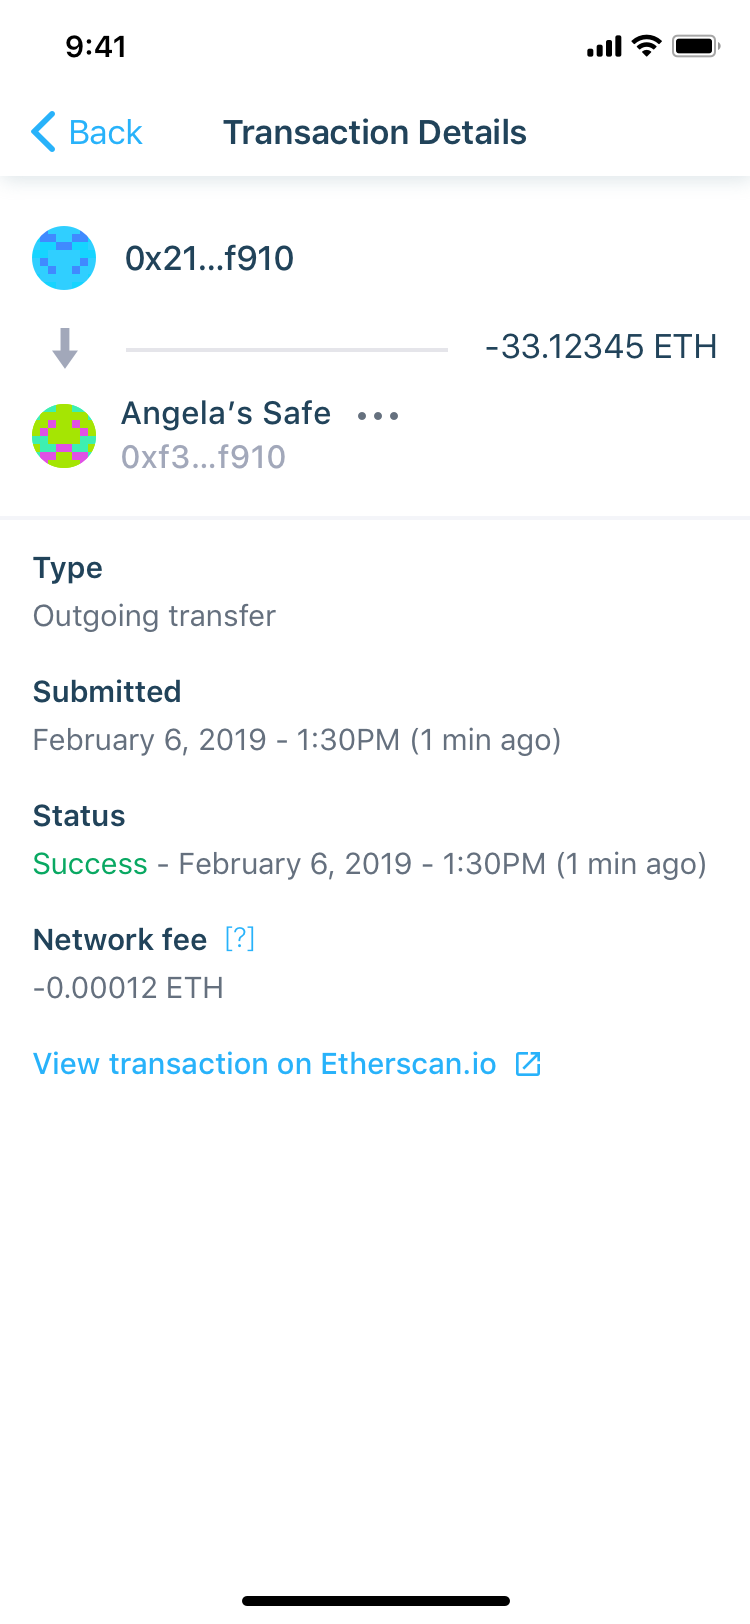 9:41
Back
Transaction Details
0x21...f910
-33.12345 ETH
Angela’s Safe
0xf3...f910
Type
Outgoing transfer
Submitted
February 6, 2019 - 1:30PM (1 min ago)
Status
Success - February 6, 2019 - 1:30PM (1 min ago)
Network fee [?]
-0.00012 ETH
View transaction on Etherscan.io